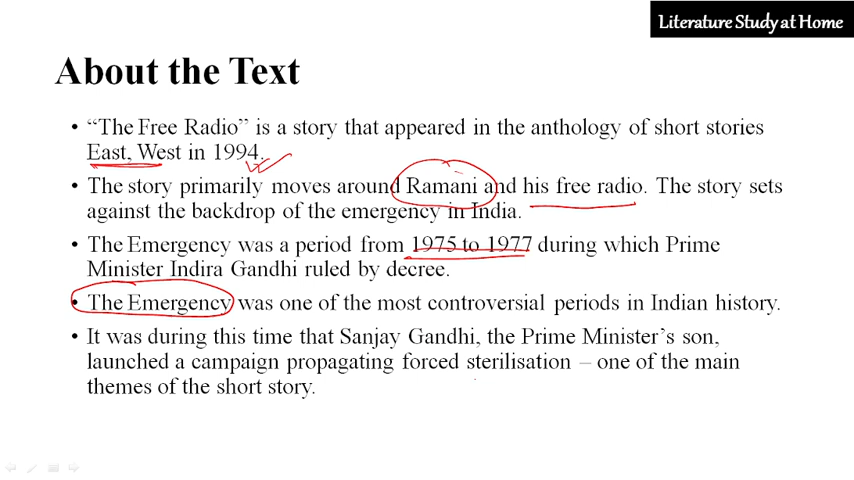 Literature Study at Home
About the Text
• “The Free Radio” is a story that appeared in the anthology of short stories
East, West in 1994.
• The story primarily moves around Ramani and his free radio. The story sets
against the backdrop of the emergency in India.
• The Emergency was a period from 1975 to 1977 during which Prime
Minister Indira Gandhi ruled by decree.
• The Emergency was one of the most controversial periods in Indian history.
• It was during this time that Sanjay Gandhi, the Prime Minister’s son,
launched a campaign propagating forced sterilisation – one of the main
themes of the short story.